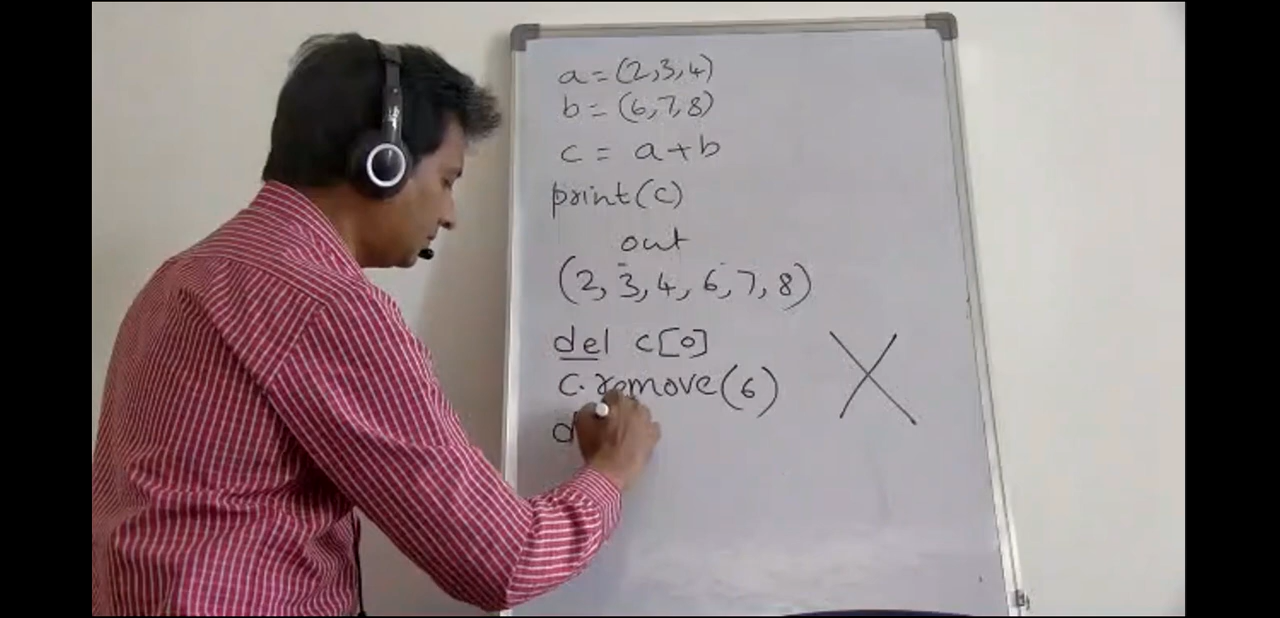 a = (2,3,4)
b = (6,7,8)
c = a+b
print(c)
out
(2, 3, 4, 6, 7, 8)
del c[0]
c.remove(6)
d